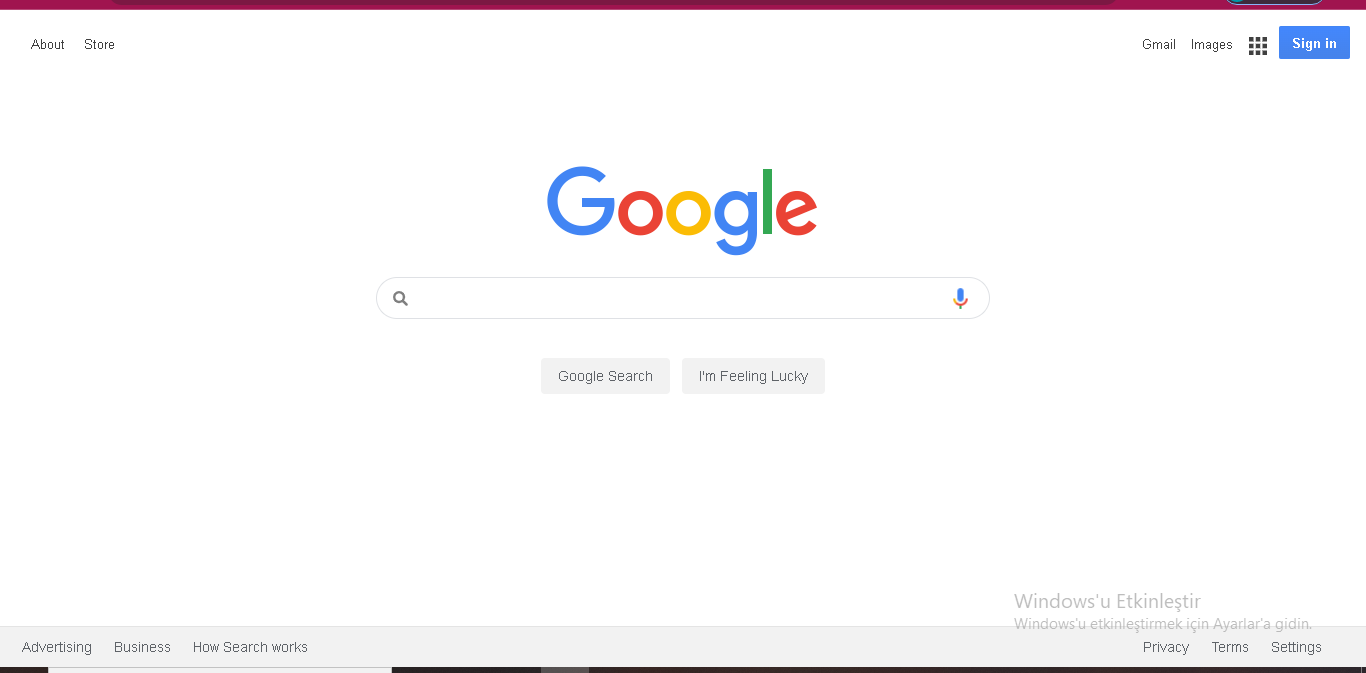 About Store
Gmail Images Sign in
Google
Google Search I'm Feeling Lucky
Windows'u Etkinleştir
Windows'u etkinleştirmek için Ayarlar'a gidin.
Advertising Business How Search works
Privacy Terms Settings